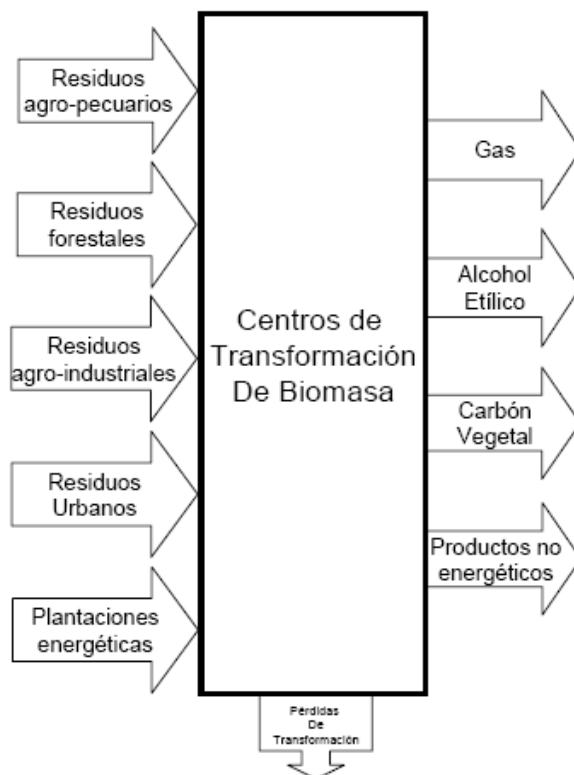 Residuos
agro-pecuarios
Residuos
forestales
Residuos
agro-industriales
Residuos
Urbanos
Plantaciones
energéticas
Centros de
Transformación
De Biomasa
Gas
Alcohol
Etílico
Carbón
Vegetal
Productos no
energéticos
Pérdidas
De
Transformación